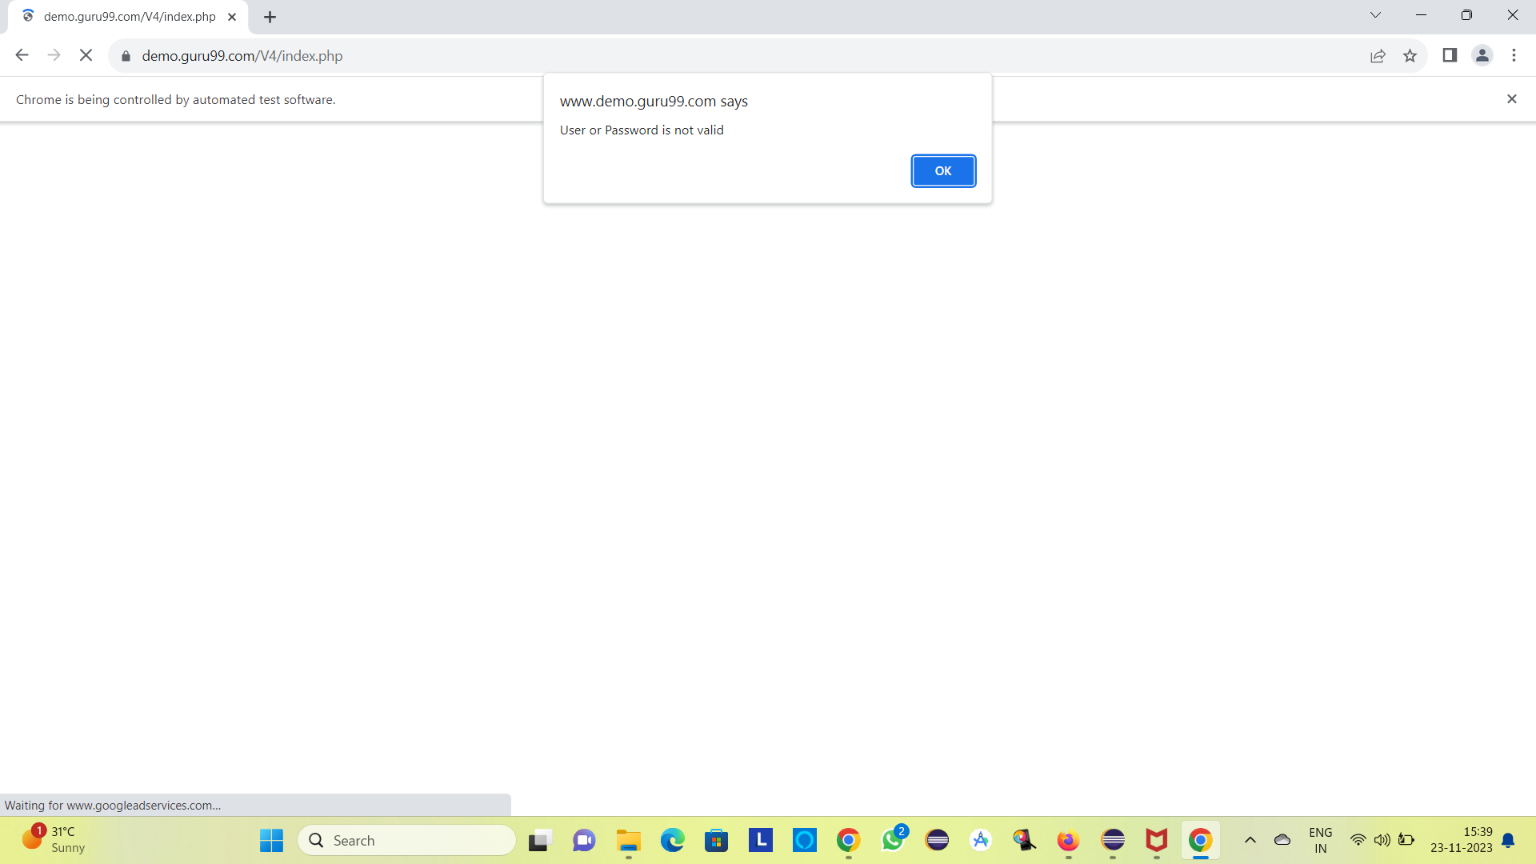 demo.guru99.com/V4/index.php
demo.guru99.com/V4/index.php
Chrome is being controlled by automated test software.
www.demo.guru99.com says
User or Password is not valid
OK
Waiting for www.googleadservices.com...
1
31°C
Sunny
Search
L
2
ENG
IN
15:39
23-11-2023